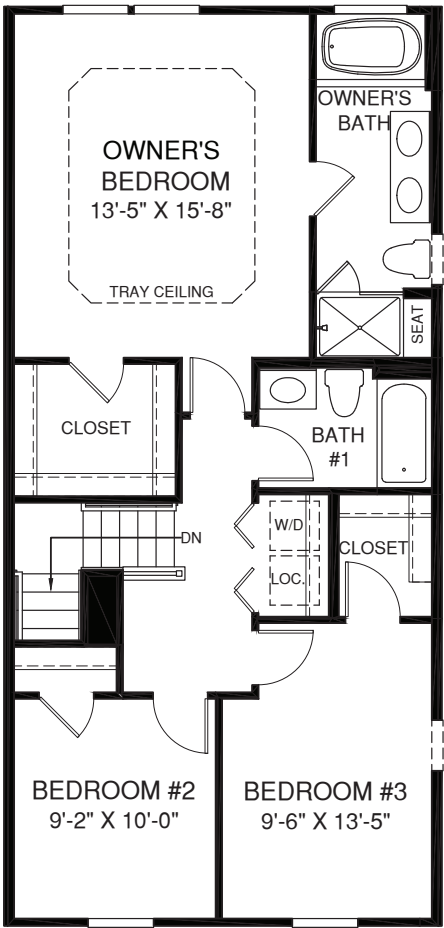 OWNER'S
BATH
OWNER'S
BEDROOM
13'-5" X 15'-8"
TRAY CEILING
SEAT
CLOSET
BATH
#1
W/D
DN
CLOSET
LOC.
BEDROOM #2
9'-2" X 10'-0"
BEDROOM #3
9'-6" X 13'-5"